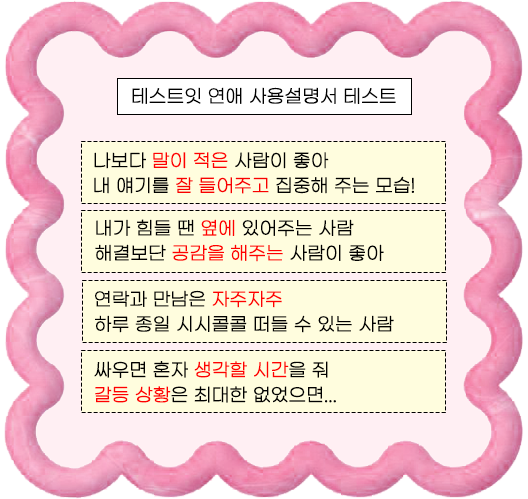 테스트잇 연애 사용설명서 테스트
나보다 말이 적은 사람이 좋아
내 얘기를 잘 들어주고 집중해 주는 모습!
내가 힘들 땐 옆에 있어주는 사람
해결보단 공감을 해주는 사람이 좋아
연락과 만남은 자주자주
하루 종일 시시콜콜 떠들 수 있는 사람
싸우면 혼자 생각할 시간을 줘
갈등 상황은 최대한 없었으면...